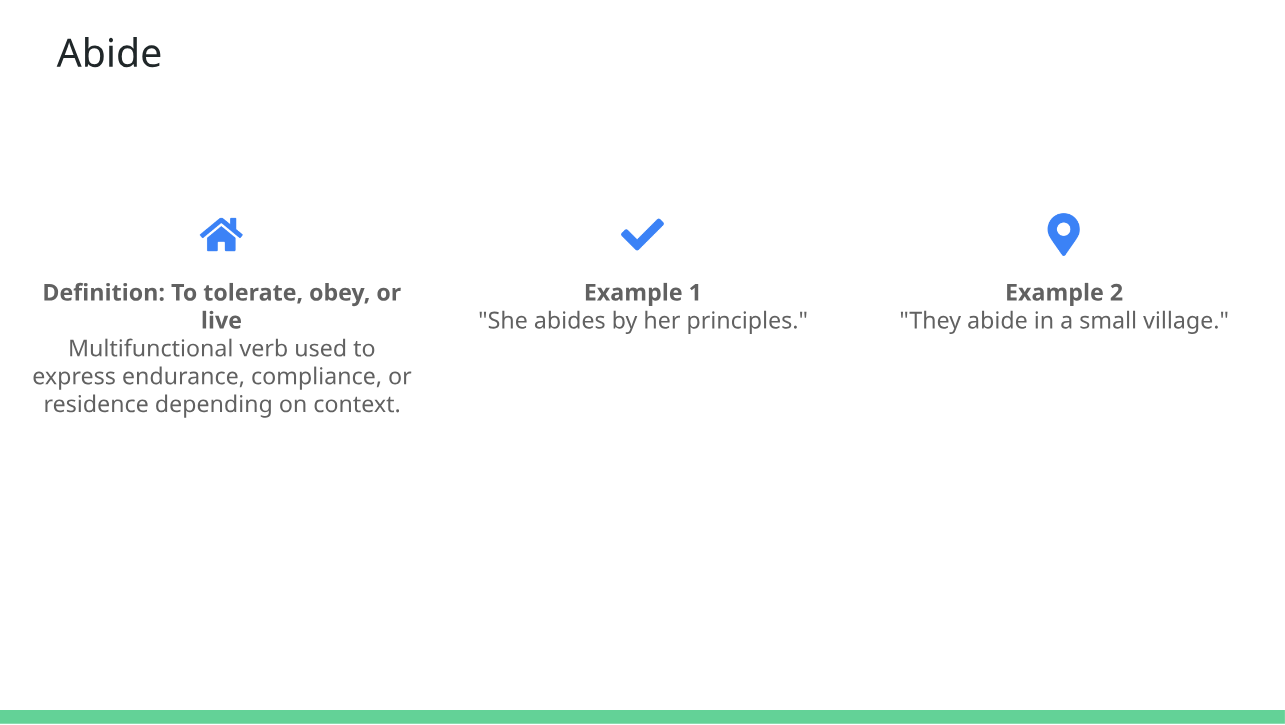 Abide
Definition: To tolerate, obey, or
live
Multifunctional verb used to
express endurance, compliance, or
residence depending on context.
Example 1
"She abides by her principles."
Example 2
"They abide in a small village."